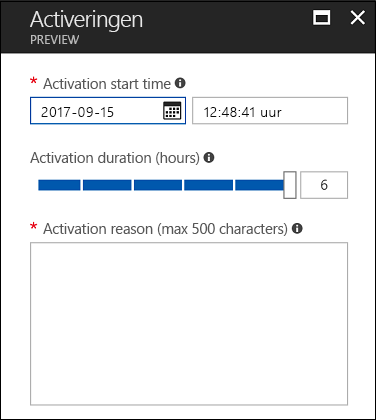 Activeringen
PREVIEW
* Activation start time
2017-09-15 12:48:41 uur
Activation duration (hours)
6
* Activation reason (max 500 characters)